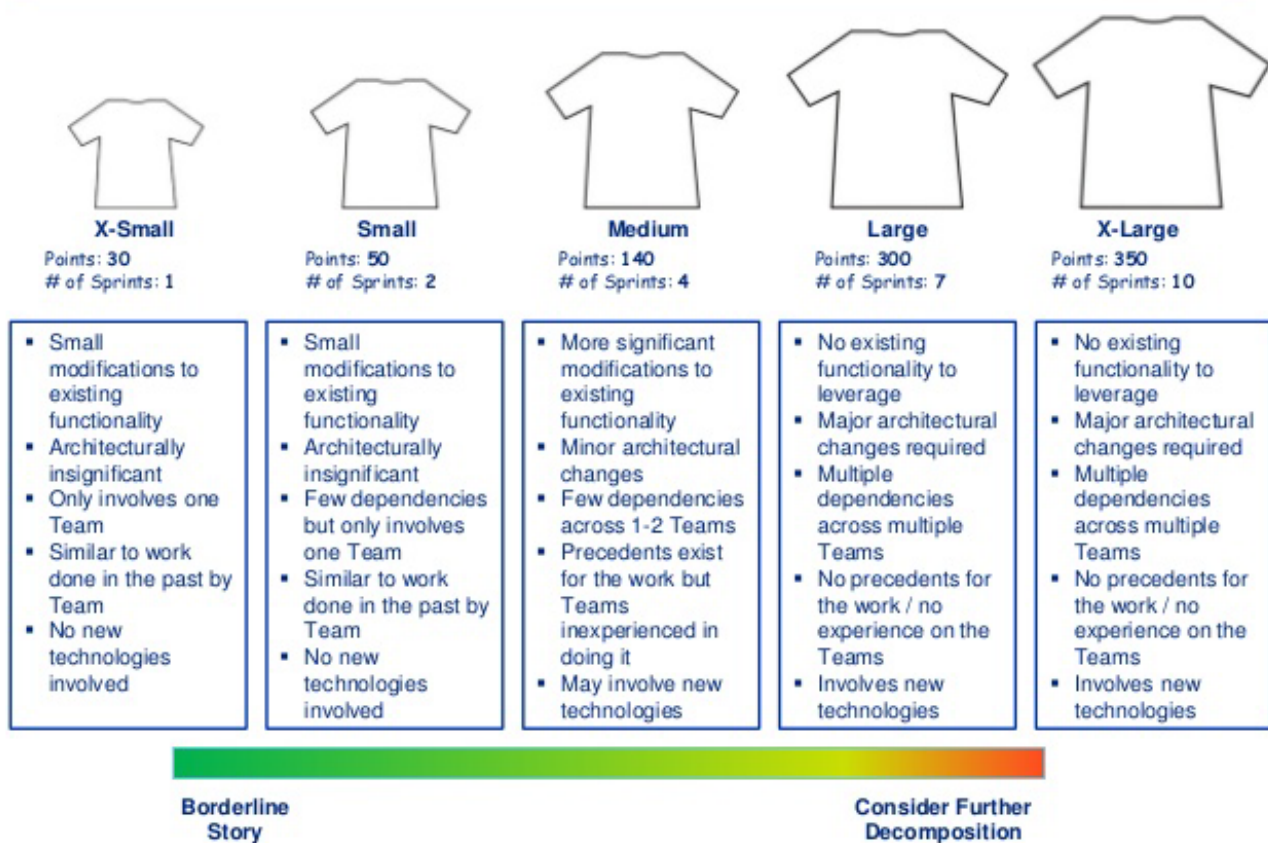 X-Small
Points: 30
# of Sprints: 1
▪ Small
modifications to
existing
functionality
▪ Architecturally
insignificant
▪ Only involves one
Team
▪ Similar to work
done in the past by
Team
▪ No new
technologies
involved
Small
Points: 50
# of Sprints: 2
▪ Small
modifications to
existing
functionality
▪ Architecturally
insignificant
▪ Few dependencies
but only involves
one Team
▪ Similar to work
done in the past by
Team
▪ No new
technologies
involved
Medium
Points: 140
# of Sprints: 4
▪ More significant
modifications to
existing
functionality
▪ Minor architectural
changes
▪ Few dependencies
across 1-2 Teams
▪ Precedents exist
for the work but
Teams
inexperienced in
doing it
▪ May involve new
technologies
Large
Points: 300
# of Sprints: 7
▪ No existing
functionality to
leverage
▪ Major architectural
changes required
▪ Multiple
dependencies
across multiple
Teams
▪ No precedents for
the work / no
experience on the
Teams
▪ Involves new
technologies
X-Large
Points: 350
# of Sprints: 10
▪ No existing
functionality to
leverage
▪ Major architectural
changes required
▪ Multiple
dependencies
across multiple
Teams
▪ No precedents for
the work / no
experience on the
Teams
▪ Involves new
technologies
Borderline
Story
Consider Further
Decomposition